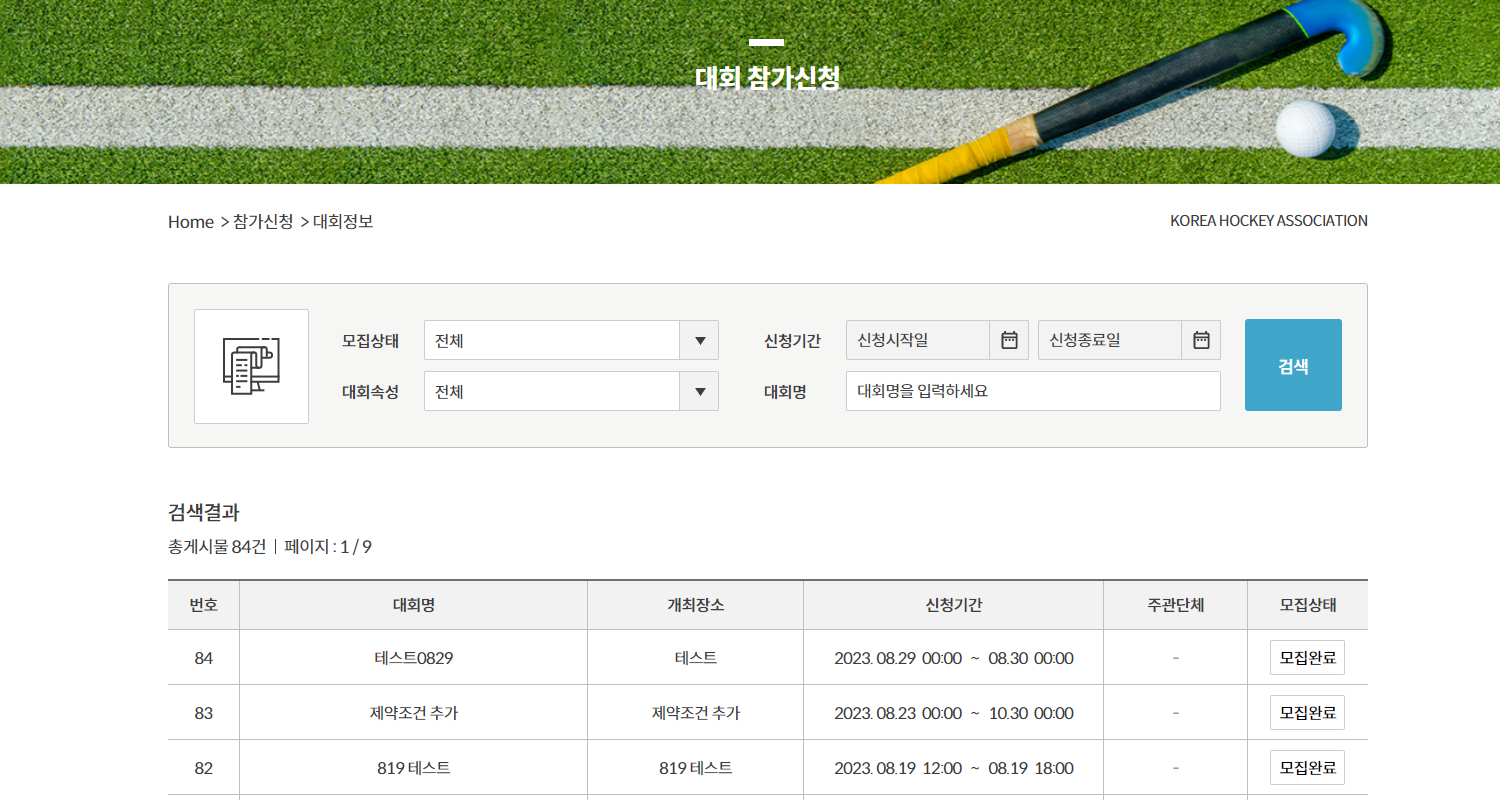 대회 참가신청
Home > 참가신청 > 대회정보
KOREA HOCKEY ASSOCIATION
모집상태 전체 신청기간 신청시작일 신청종료일
검색
대회속성 전체 대회명 대회명을 입력하세요
검색결과
총게시물 84건 | 페이지 : 1 / 9
번호 대회명 개최장소 신청기간 주관단체 모집상태
84 테스트0829 테스트 2023. 08.29 00:00 ~ 08.30 00:00 - 모집완료
83 제약조건 추가 제약조건 추가 2023. 08.23 00:00 ~ 10.30 00:00 - 모집완료
82 819 테스트 819 테스트 2023. 08.19 12:00 ~ 08.19 18:00 - 모집완료